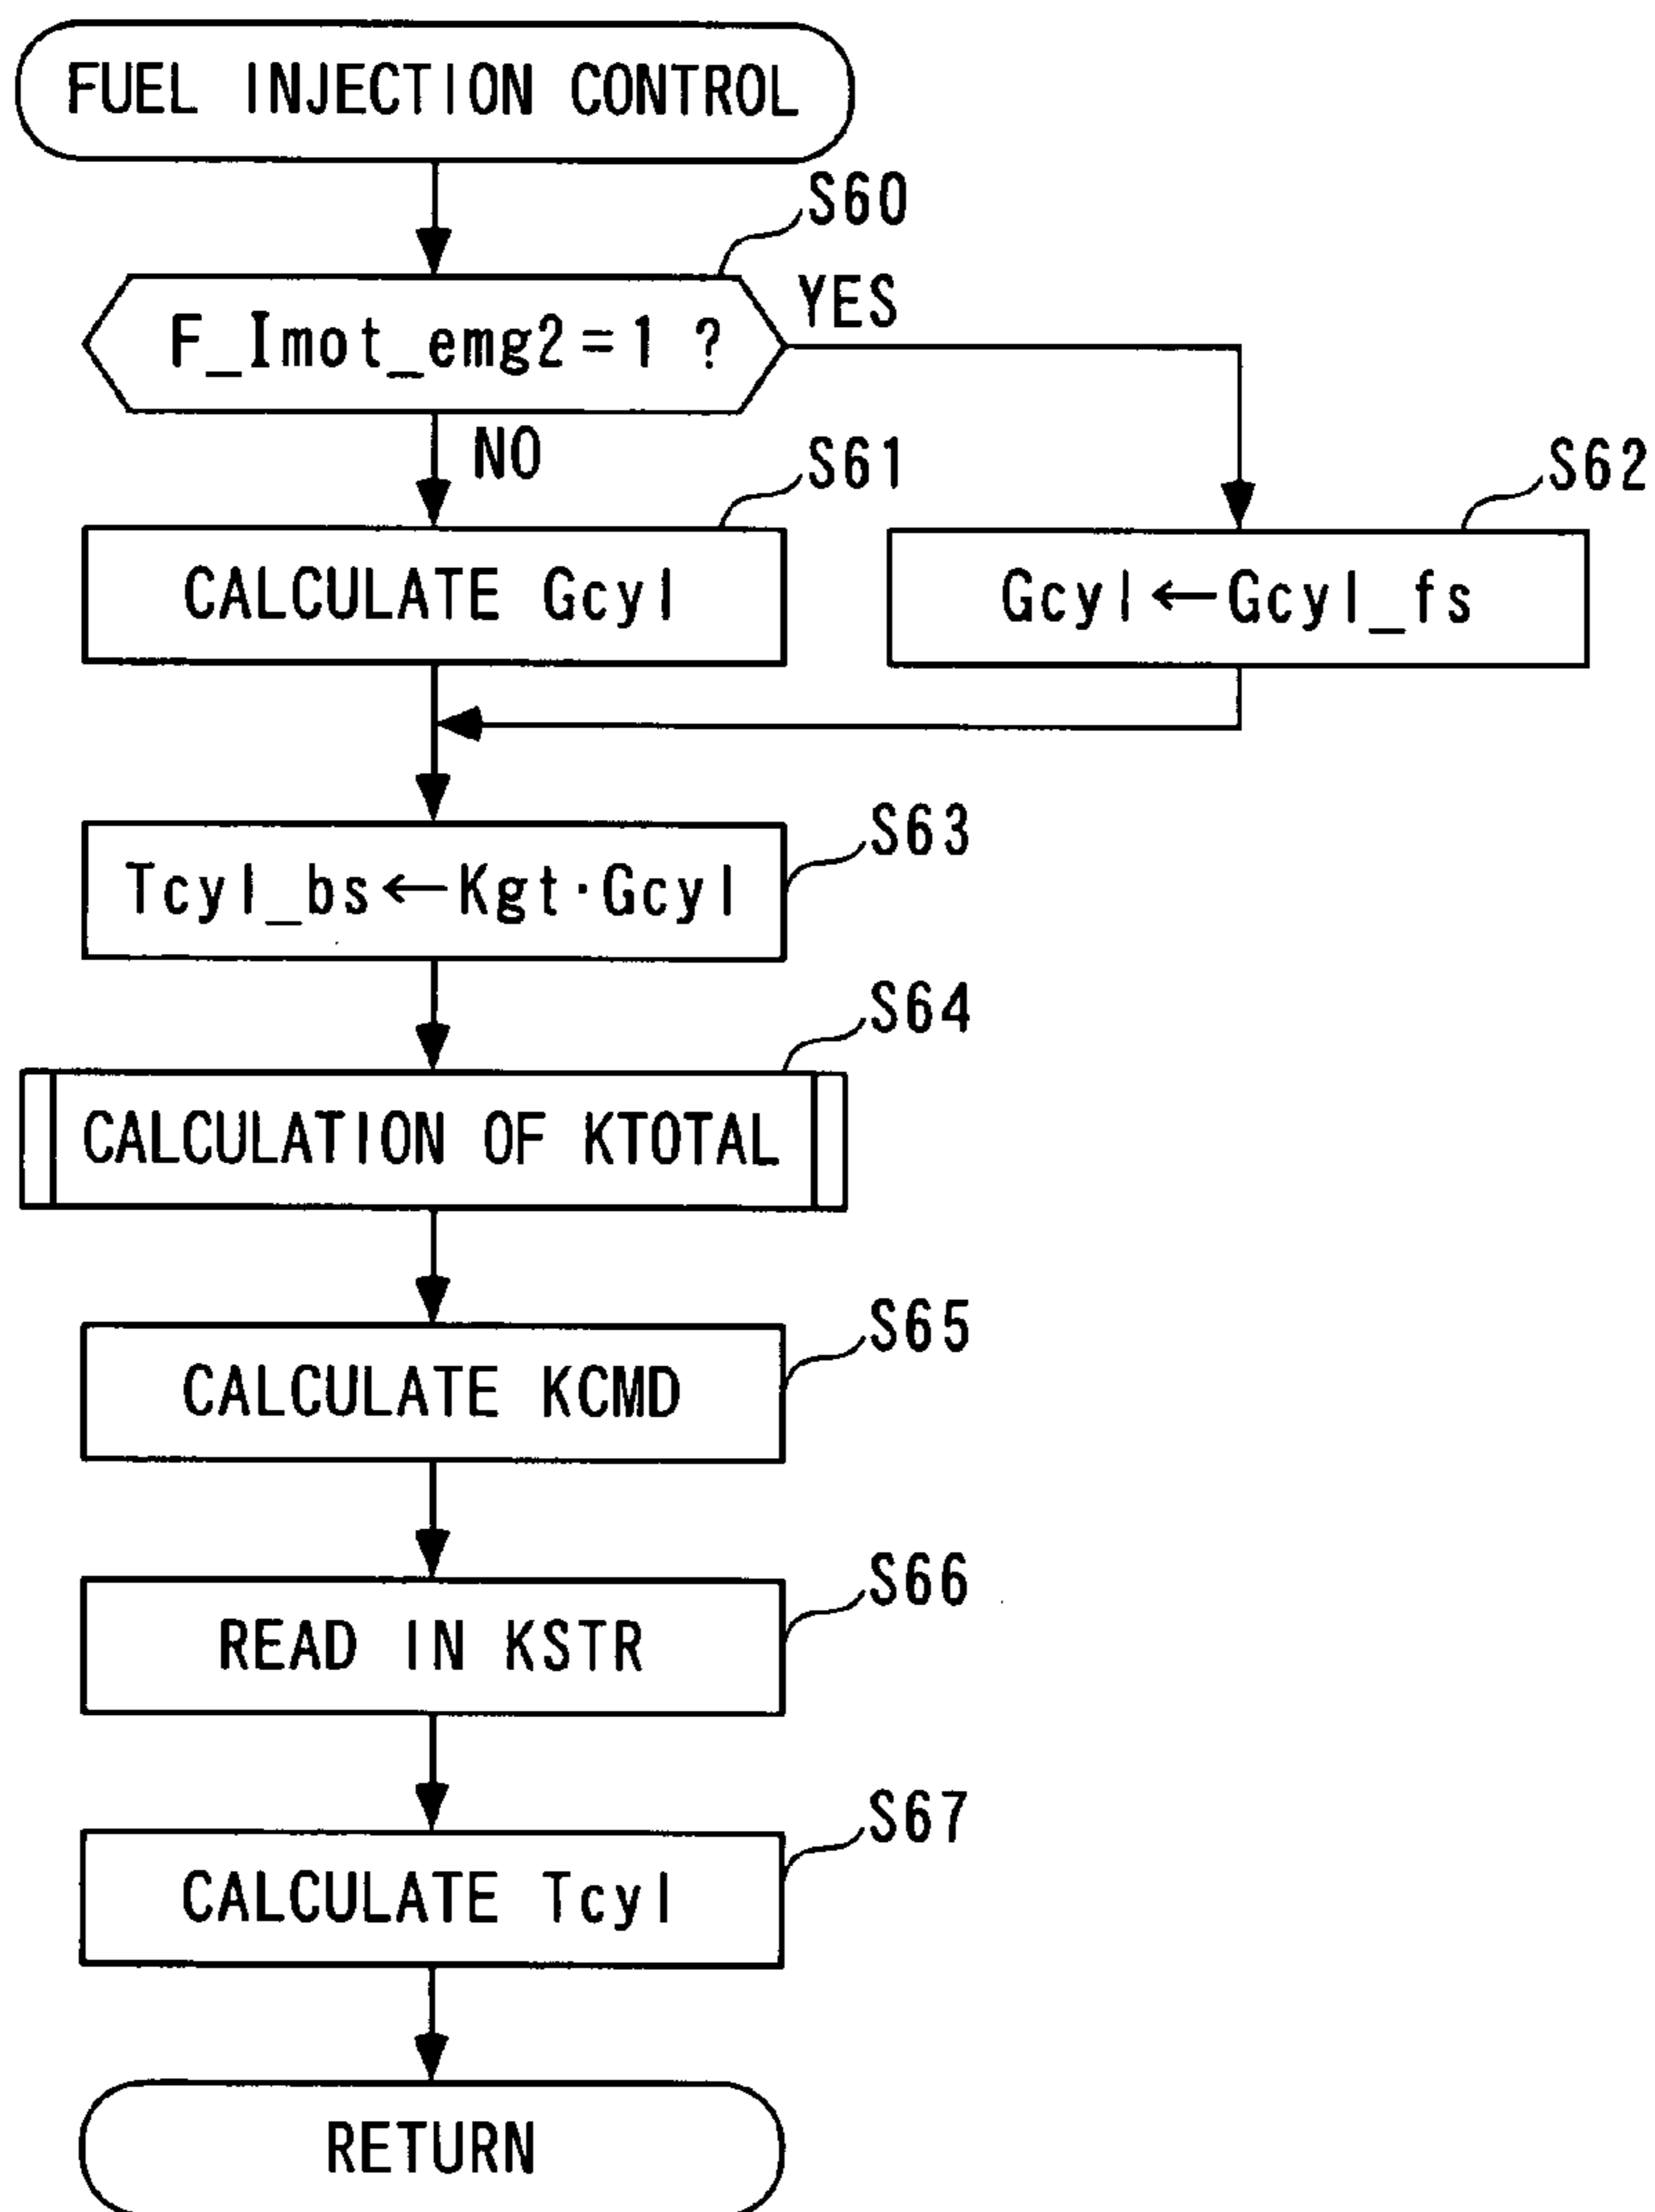 FUEL INJECTION CONTROL
S60
F_Imot_emg2=1 ?
YES
NO
S61
S62
CALCULATE Gcyl
Gcyl←Gcyl_fs
S63
Tcyl_bs←Kgt·Gcyl
S64
CALCULATION OF KTOTAL
S65
CALCULATE KCMD
S66
READ IN KSTR
S67
CALCULATE Tcyl
RETURN